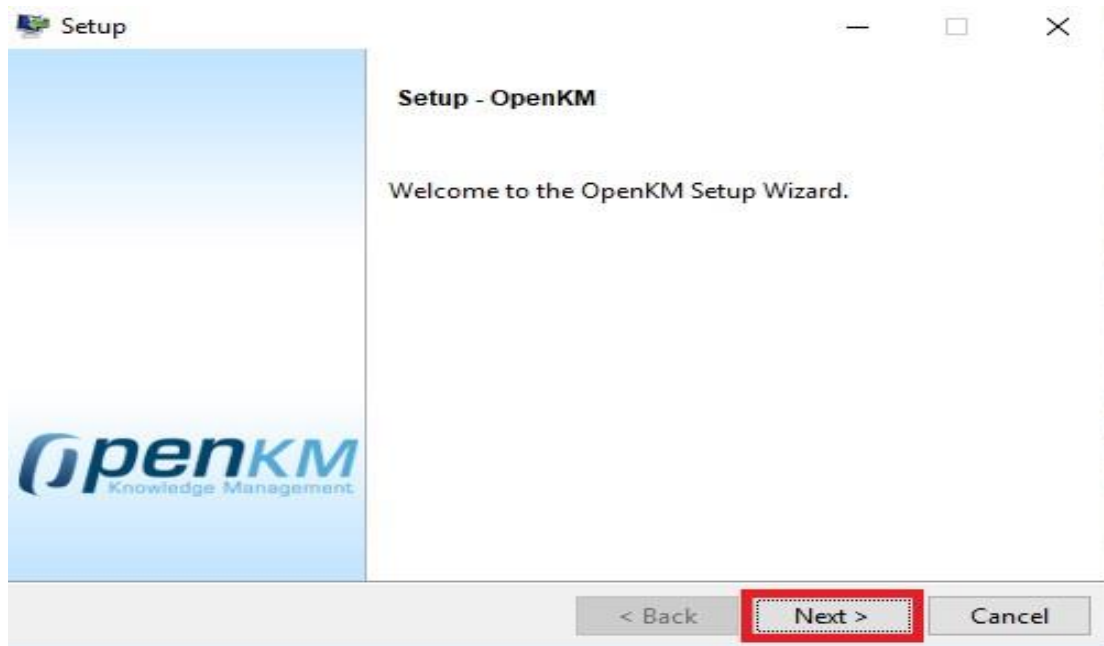 Setup
Setup - OpenKM
Welcome to the OpenKM Setup Wizard.
OpenKM
Knowledge Management
< Back
Next >
Cancel